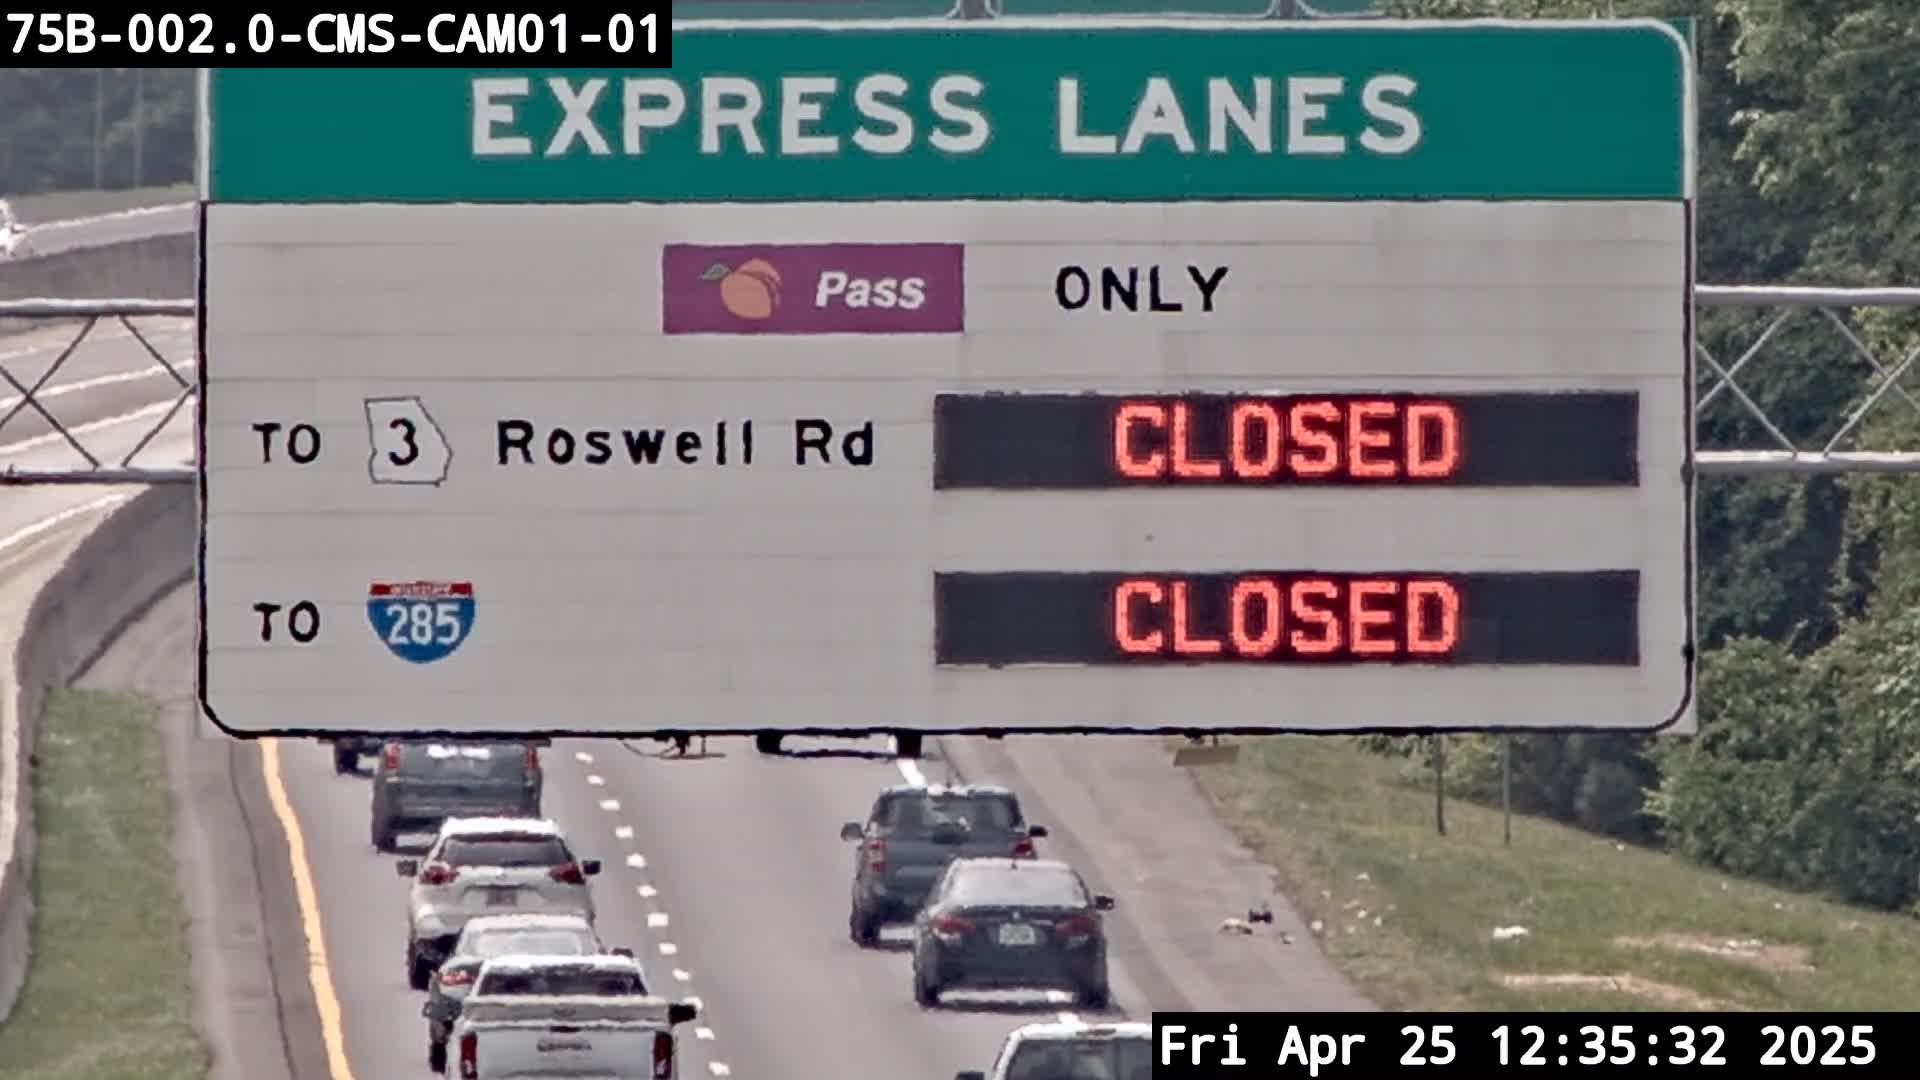 75B-002.0-CMS-CAM01-01
EXPRESS LANES
Pass ONLY
TO 3 Roswell Rd CLOSED
TO 285 CLOSED
Fri Apr 25 12:35:32 2025